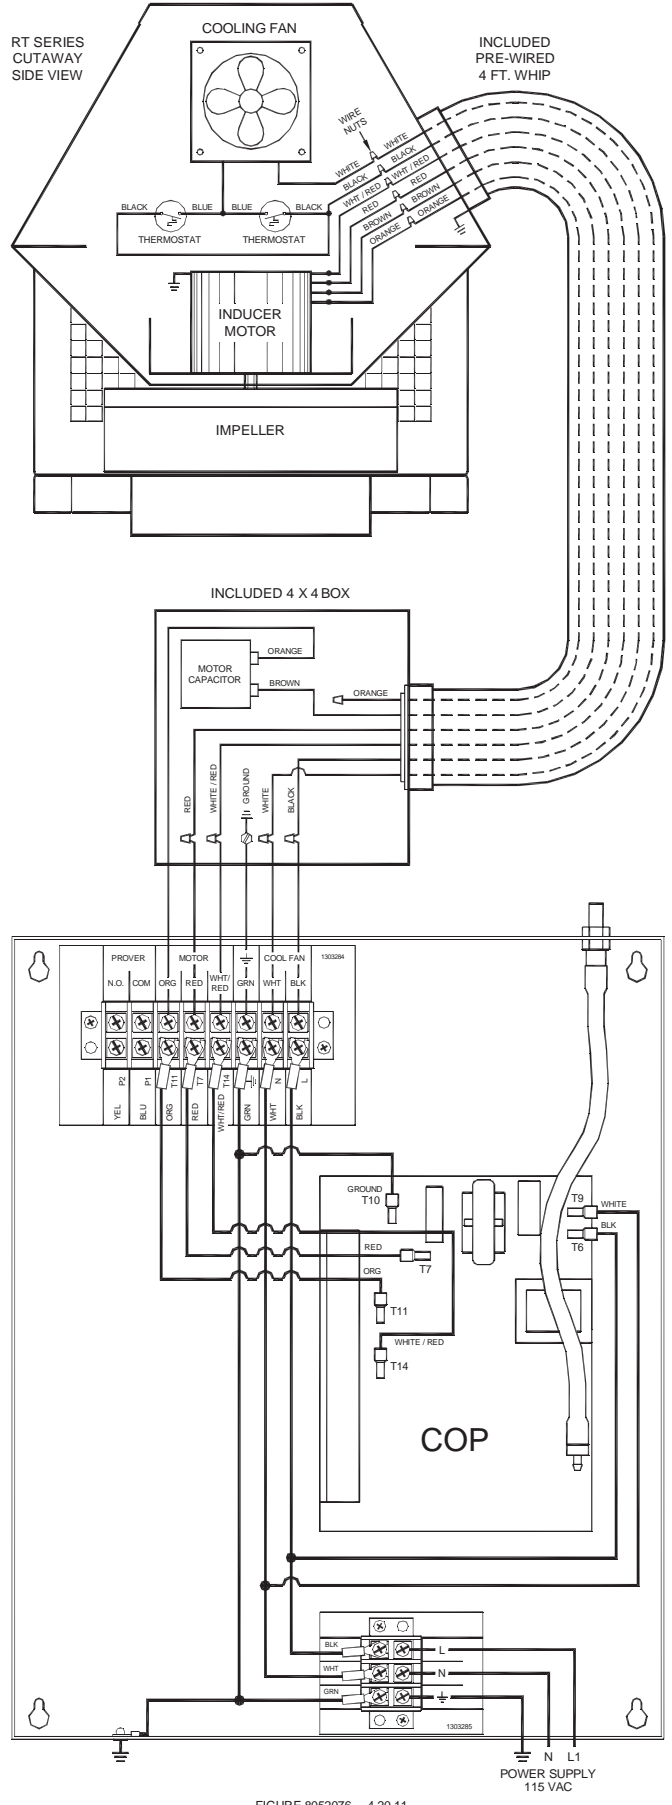 RT SERIES
CUTAWAY
SIDE VIEW
COOLING FAN
INCLUDED
PRE-WIRED
4 FT. WHIP
WIRE
NUTS
WHITE
WHITE
BLACK
BLACK
WHT / RED
WHT / RED
RED
RED
BROWN
BROWN
ORANGE
ORANGE
BLACK
BLUE
BLUE
BLACK
THERMOSTAT
THERMOSTAT
INDUCER
MOTOR
IMPELLER
INCLUDED 4 X 4 BOX
MOTOR
CAPACITOR
ORANGE
BROWN
ORANGE
RED
WHITE / RED
GROUND
WHITE
BLACK
PROVER
MOTOR
COOL FAN
1303284
N.O.
COM
ORG
RED
WHT/
RED
GRN
WHT
BLK
P2
P1
T11
T7
T14
N
L
YEL
BLU
ORG
RED
WHT/RED
GRN
WHT
BLK
GROUND
T10
T9
WHITE
BLK
T6
RED
T7
ORG
T11
WHITE / RED
T14
COP
BLK
L
WHT
N
GRN
1303285
N
L1
POWER SUPPLY
115 VAC
FIGURE 8053076 4-20-11